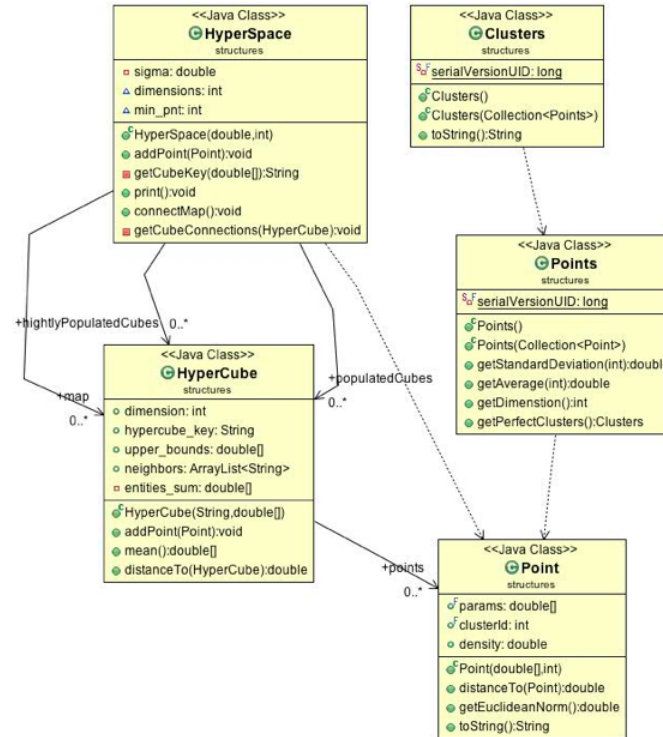 <<Java Class>>
HyperSpace
structures
sigma: double
dimensions: int
min_pnt: int
HyperSpace(double,int)
addPoint(Point):void
getCubeKey(double[]):String
print():void
connectMap():void
getCubeConnections(HyperCube):void
<<Java Class>>
Clusters
structures
serialVersionUID: long
Clusters()
Clusters(Collection<Points>)
toString():String
<<Java Class>>
Points
structures
serialVersionUID: long
Points()
Points(Collection<Point>)
getStandardDeviation(int):double
getAverage(int):double
getDimenstion():int
getPerfectClusters():Clusters
+hightlyPopulatedCubes
0..*
+map
0..*
+populatedCubes
0..*
<<Java Class>>
HyperCube
structures
dimension: int
hypercube_key: String
upper_bounds: double[]
neighbors: ArrayList<String>
entities_sum: double[]
HyperCube(String,double[])
addPoint(Point):void
mean():double[]
distanceTo(HyperCube):double
+points
0..*
<<Java Class>>
Point
structures
params: double[]
clusterId: int
density: double
Point(double[],int)
distanceTo(Point):double
getEuclideanNorm():double
toString():String